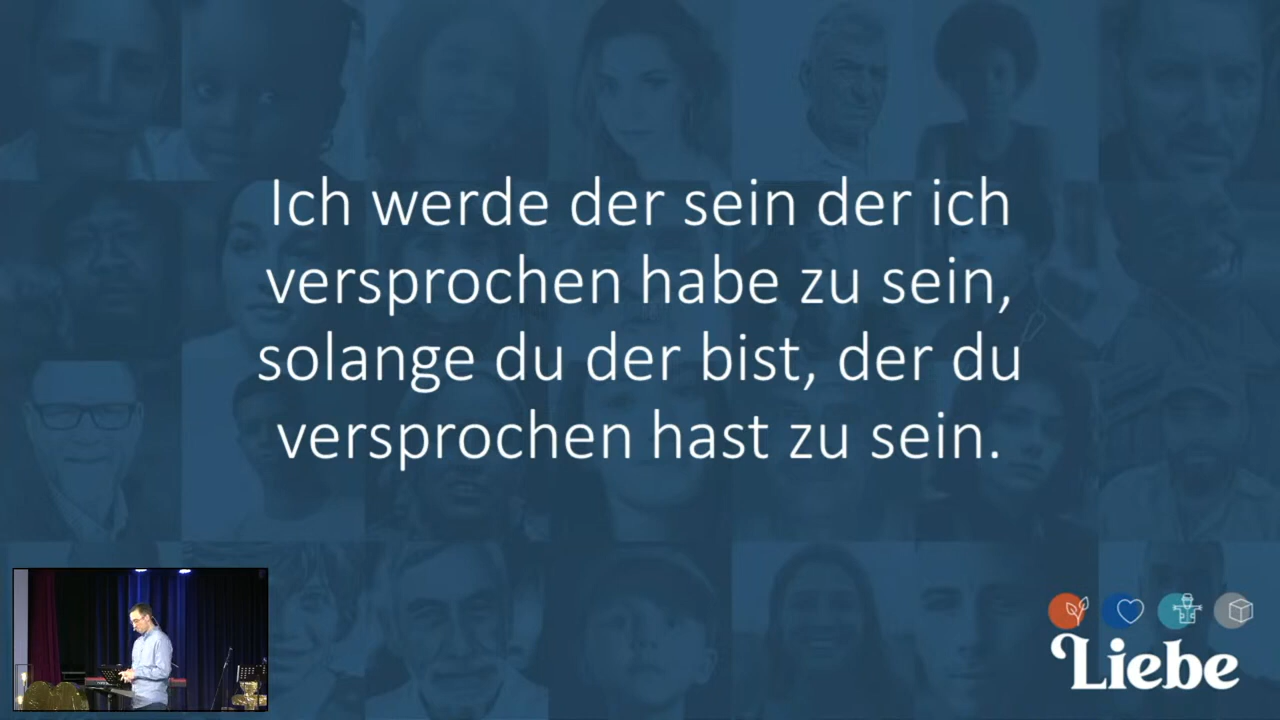 Ich werde der sein der ich
versprochen habe zu sein,
solange du der bist, der du
versprochen hast zu sein.
Liebe